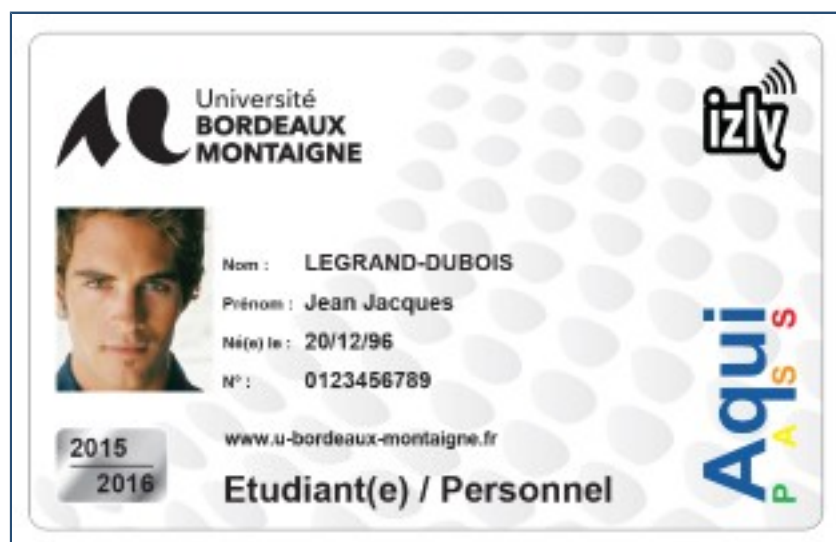 Université
BORDEAUX
MONTAIGNE
izly
Nom : LEGRAND-DUBOIS
Prénom : Jean Jacques
Né(e) le : 20/12/96
N° : 0123456789
www.u-bordeaux-montaigne.fr
2015
2016
Etudiant(e) / Personnel
Aqui
PASS